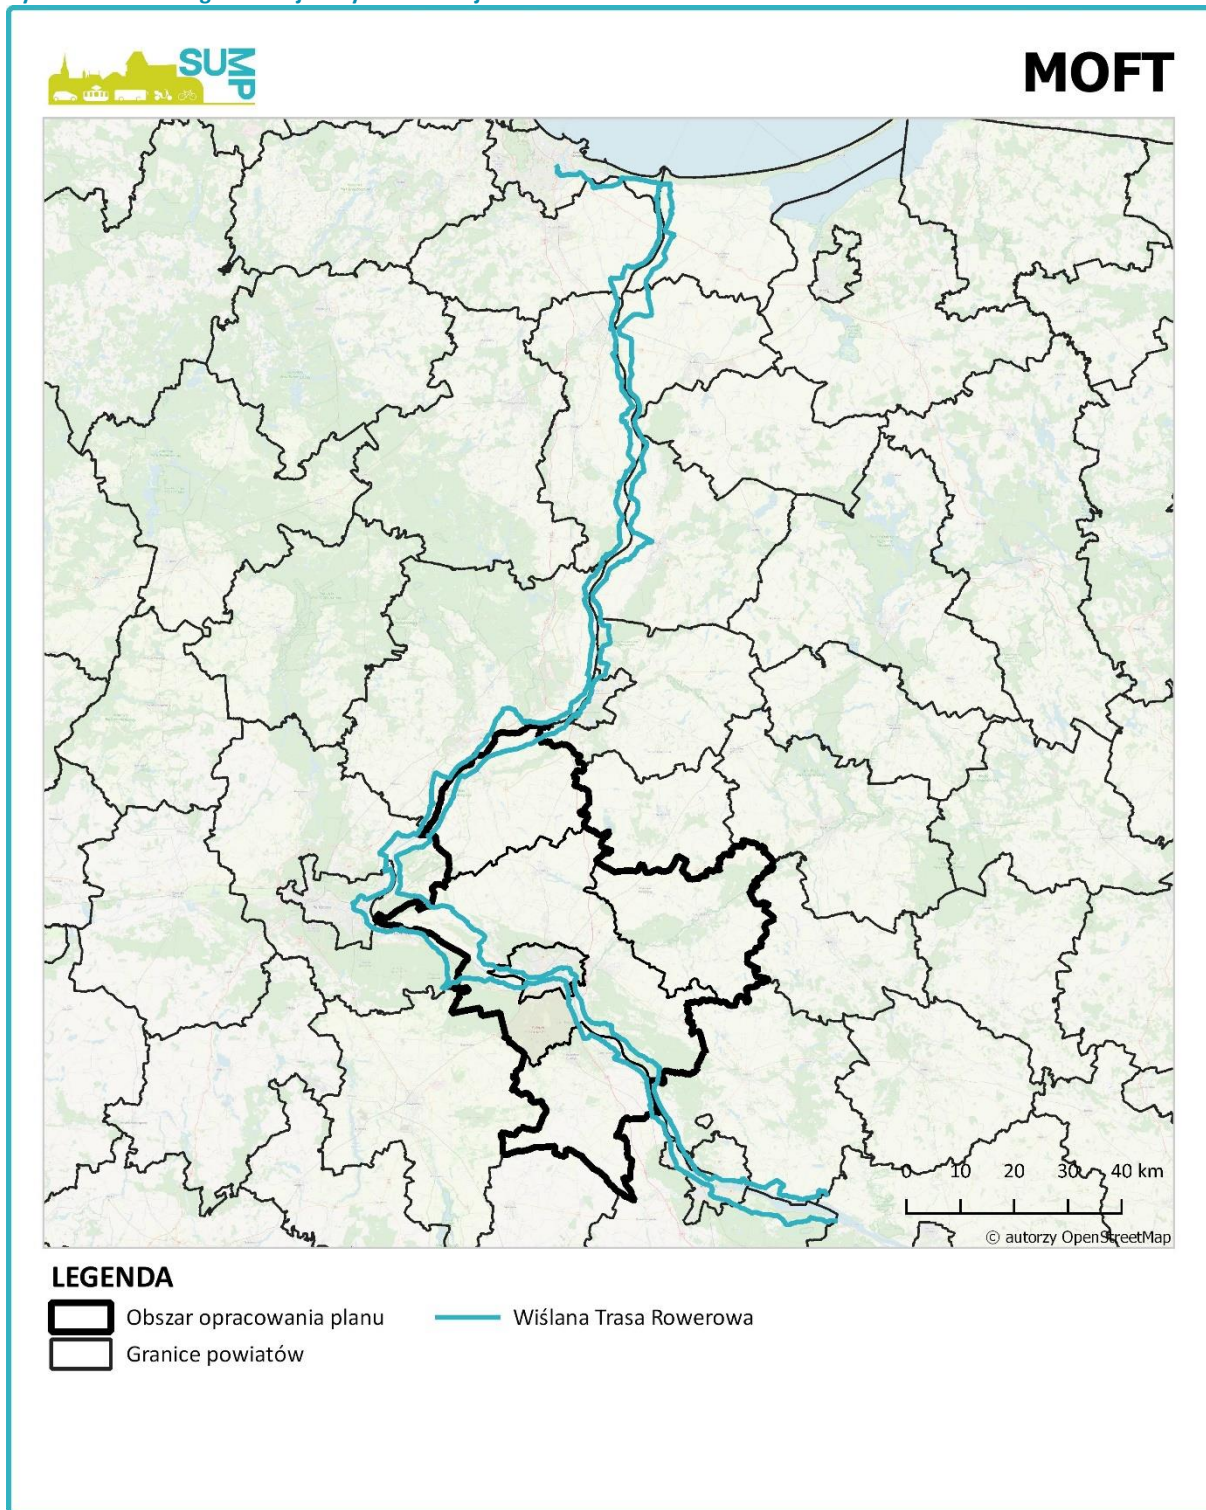 SUMP
MOFT
0 10 20 30 40 km
© autorzy OpenStreetMap
LEGENDA
Obszar opracowania planu
Wiślana Trasa Rowerowa
Granice powiatów